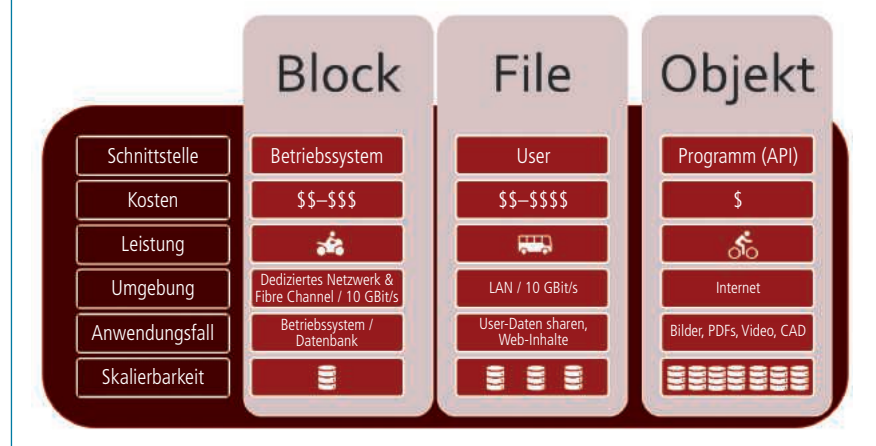 Block File Objekt
Schnittstelle Betriebssystem User Programm (API)
Kosten $$–$$$ $$–$$$$ $
Leistung
Umgebung Dediziertes Netzwerk & Fibre Channel / 10 GBit/s LAN / 10 GBit/s Internet
Anwendungsfall Betriebssystem / Datenbank User-Daten sharen, Web-Inhalte Bilder, PDFs, Video, CAD
Skalierbarkeit